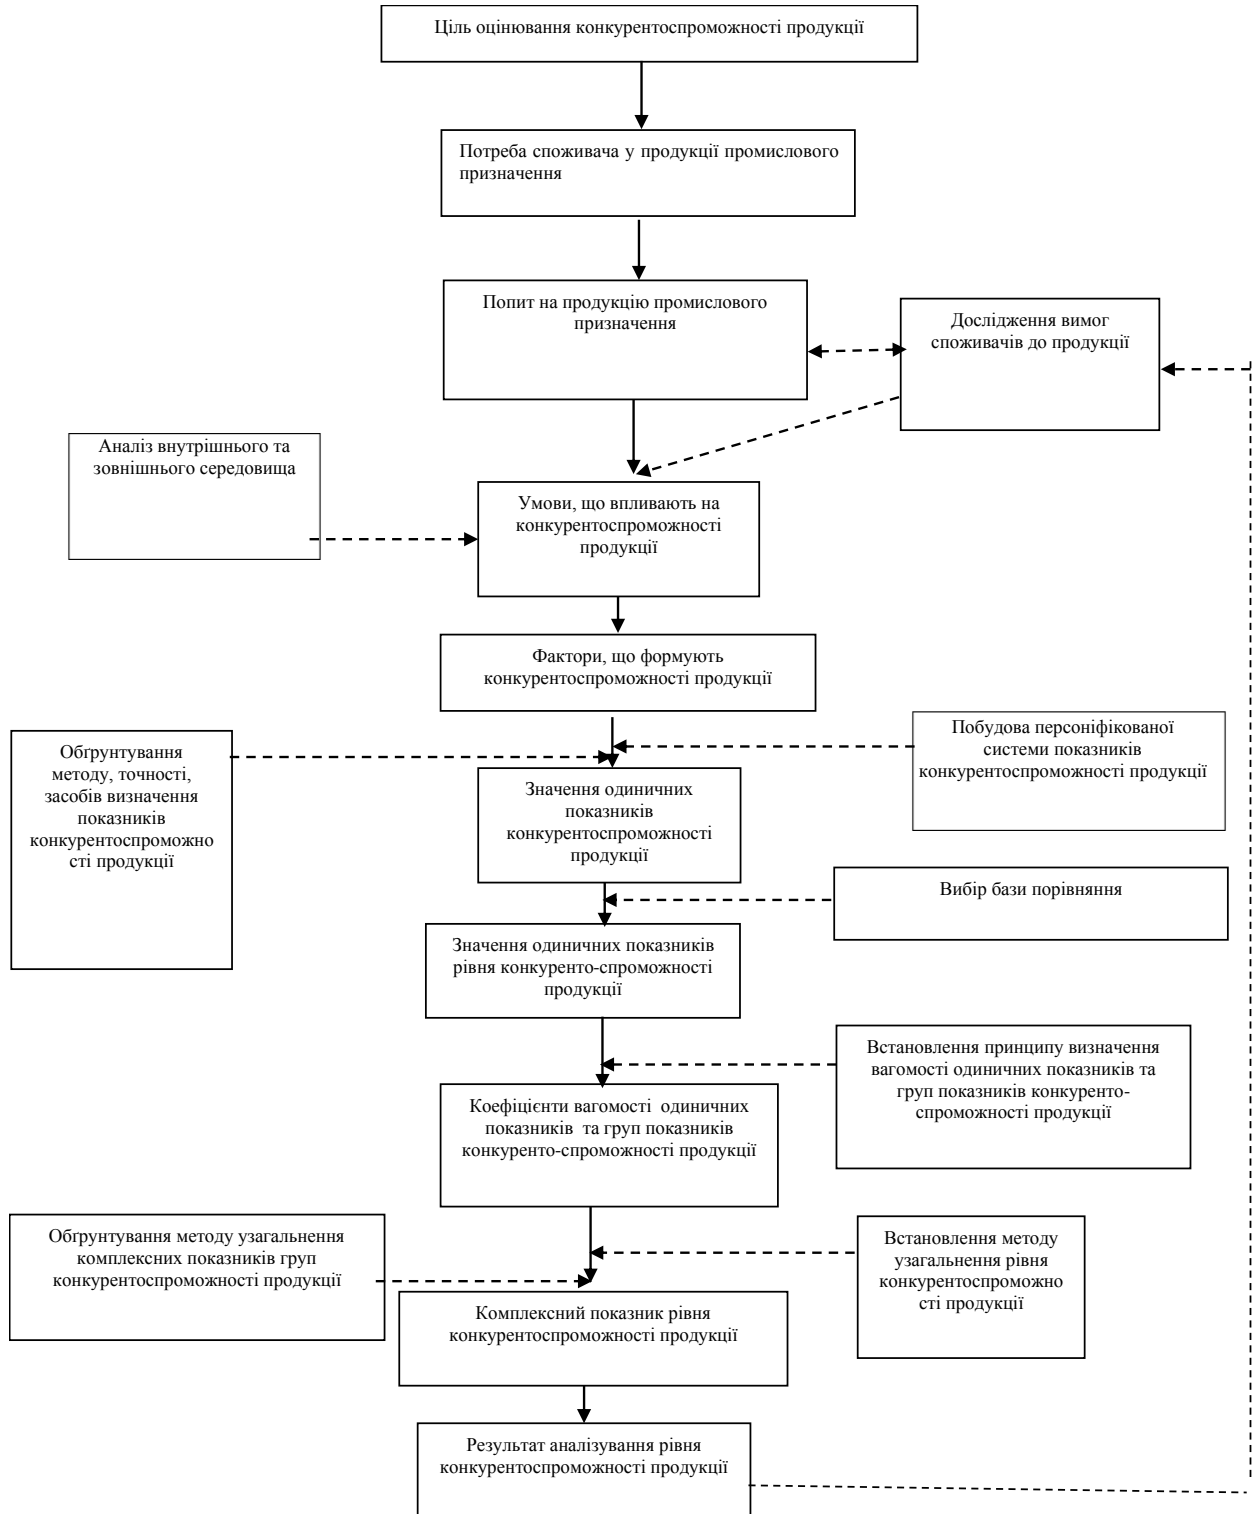 Ціль оцінювання конкурентоспроможності продукції
Потреба споживача у продукції промислового
призначення
Попит на продукцію промислового
призначення
Дослідження вимог
споживачів до продукції
Аналіз внутрішнього та
зовнішнього середовища
Умови, що впливають на
конкурентоспроможності
продукції
Фактори, що формують
конкурентоспроможності продукції
Обґрунтування
методу, точності,
засобів визначення
показників
конкурентоспроможно
сті продукції
Побудова персоніфікованої
системи показників
конкурентоспроможності продукції
Значення одиничних
показників
конкурентоспроможності
продукції
Вибір бази порівняння
Значення одиничних показників
рівня конкуренто-спроможності
продукції
Встановлення принципу визначення
вагомості одиничних показників та
груп показників конкуренто-
спроможності продукції
Коефіцієнти вагомості одиничних
показників та груп показників
конкуренто-спроможності продукції
Обґрунтування методу узагальнення
комплексних показників груп
конкурентоспроможності продукції
Встановлення методу
узагальнення рівня
конкурентоспроможно
сті продукції
Комплексний показник рівня
конкурентоспроможності продукції
Результат аналізування рівня
конкурентоспроможності продукції